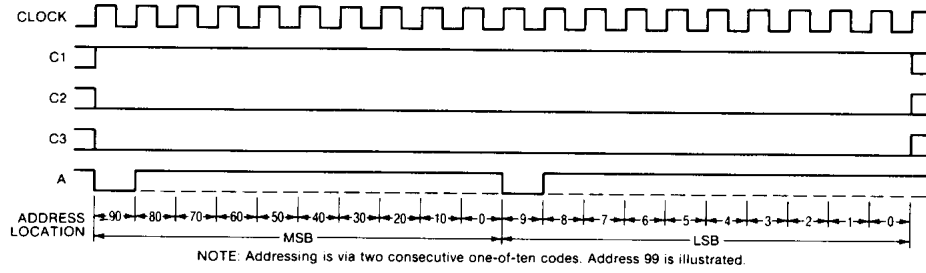 CLOCK
C1
C2
C3
A
ADDRESS LOCATION
90 80 70 60 50 40 30 20 10 0 9 8 7 6 5 4 3 2 1 0
MSB LSB
NOTE: Addressing is via two consecutive one-of-ten codes. Address 99 is illustrated.